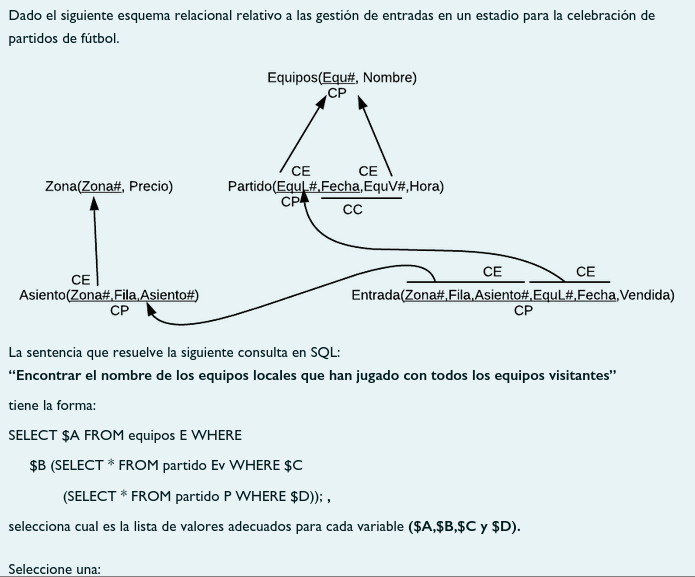 Dado el siguiente esquema relacional relativo a las gestión de entradas en un estadio para la celebración de
partidos de fútbol.
Equipos(Equ#, Nombre)
CP
CE CE
Zona(Zona#, Precio) Partido(EquL#,Fecha,EquV#,Hora)
CP CC
CE CE CE
Asiento(Zona#,Fila,Asiento#) Entrada(Zona#,Fila,Asiento#,EquL#,Fecha,Vendida)
CP CP
La sentencia que resuelve la siguiente consulta en SQL:
“Encontrar el nombre de los equipos locales que han jugado con todos los equipos visitantes”
tiene la forma:
SELECT $A FROM equipos E WHERE
$B (SELECT * FROM partido Ev WHERE $C
(SELECT * FROM partido P WHERE $D)); ,
selecciona cual es la lista de valores adecuados para cada variable ($A,$B,$C y $D).
Seleccione una: